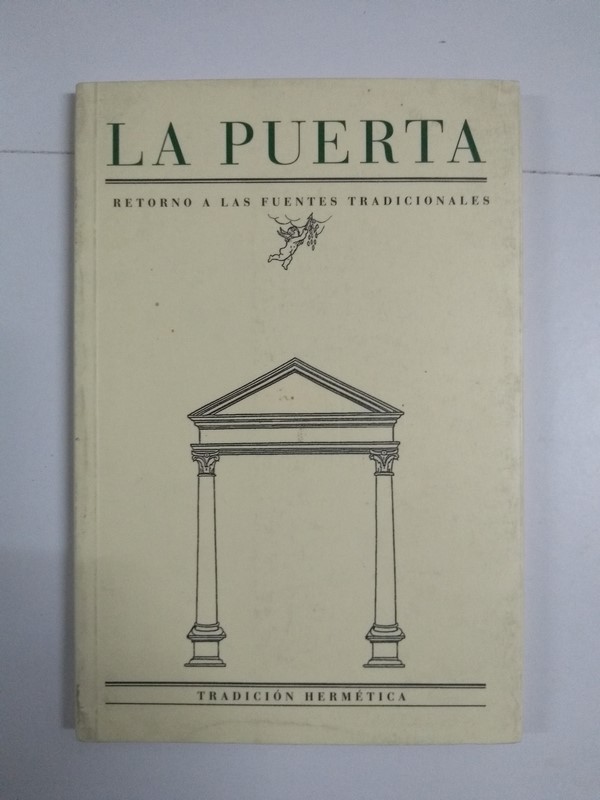 LA PUERTA
RETORNO A LAS FUENTES TRADICIONALES
TRADICIÓN HERMÉTICA